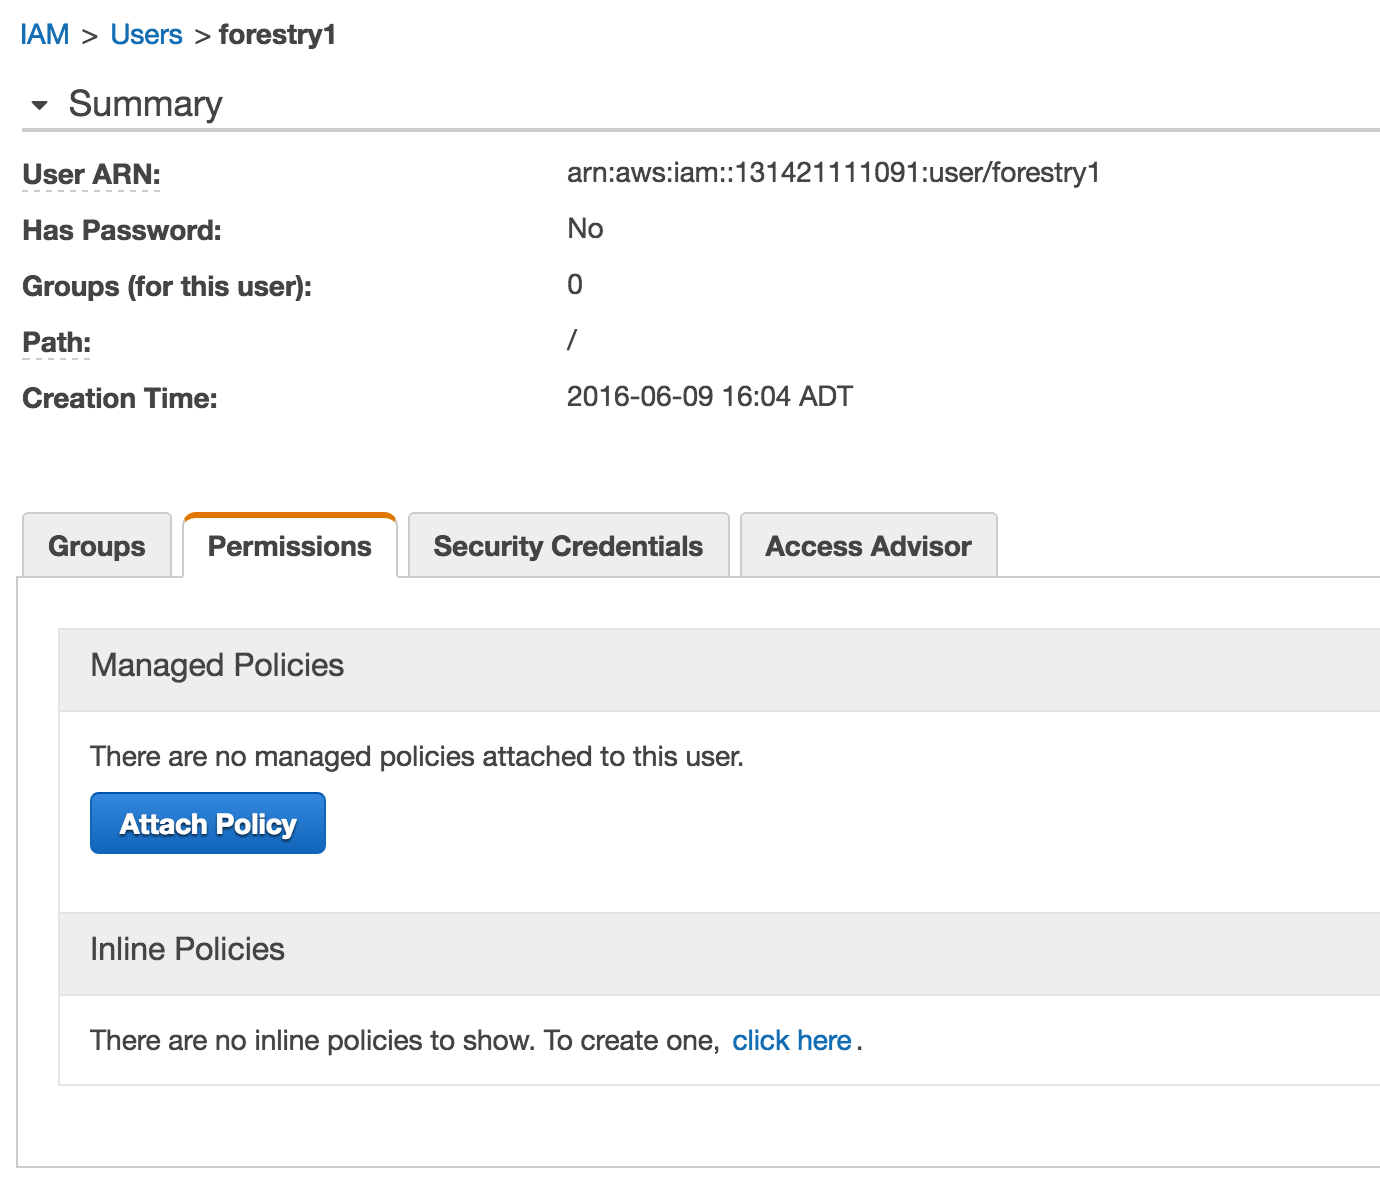 IAM > Users > forestry1
Summary
User ARN: arn:aws:iam::131421111091:user/forestry1
Has Password: No
Groups (for this user): 0
Path: /
Creation Time: 2016-06-09 16:04 ADT
Groups Permissions Security Credentials Access Advisor
Managed Policies
There are no managed policies attached to this user.
Attach Policy
Inline Policies
There are no inline policies to show. To create one, click here.